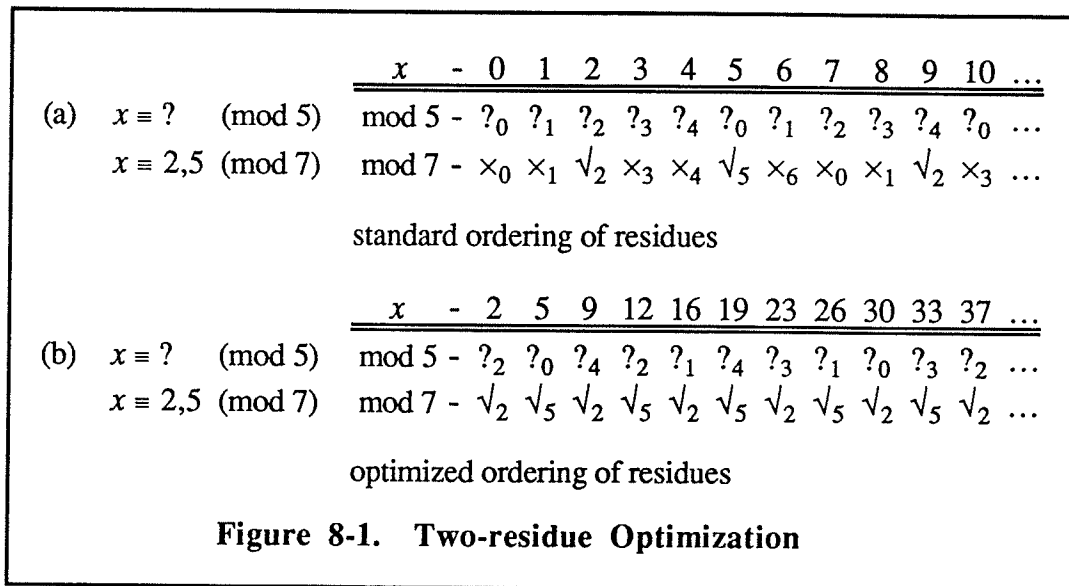 x - 0 1 2 3 4 5 6 7 8 9 10 ...
(a) x ≡ ? (mod 5) mod 5 - ?₀ ?₁ ?₂ ?₃ ?₄ ?₀ ?₁ ?₂ ?₃ ?₄ ?₀ ...
x ≡ 2,5 (mod 7) mod 7 - ×₀ ×₁ √₂ ×₃ ×₄ √₅ ×₆ ×₀ ×₁ √₂ ×₃ ...
standard ordering of residues
x - 2 5 9 12 16 19 23 26 30 33 37 ...
(b) x ≡ ? (mod 5) mod 5 - ?₂ ?₀ ?₄ ?₂ ?₁ ?₄ ?₃ ?₁ ?₀ ?₃ ?₂ ...
x ≡ 2,5 (mod 7) mod 7 - √₂ √₅ √₂ √₅ √₂ √₅ √₂ √₅ √₂ √₅ √₂ ...
optimized ordering of residues
Figure 8-1. Two-residue Optimization